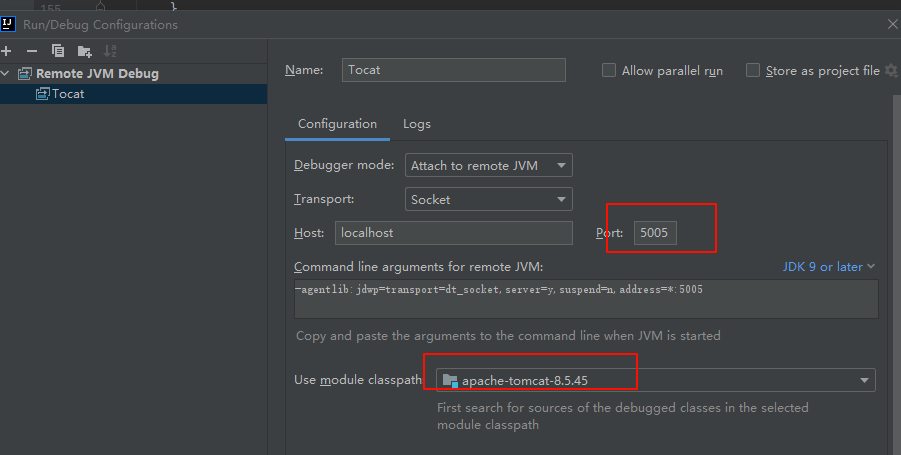 155
}
IJ
Run/Debug Configurations
Remote JVM Debug
Tocat
Name: Tocat
Allow parallel run
Store as project file
Configuration
Logs
Debugger mode: Attach to remote JVM
Transport: Socket
Host: localhost
Port: 5005
Command line arguments for remote JVM:
JDK 9 or later
-agentlib:jdwp=transport=dt_socket,server=y,suspend=n,address=*:5005
Copy and paste the arguments to the command line when JVM is started
Use module classpath apache-tomcat-8.5.45
First search for sources of the debugged classes in the selected
module classpath